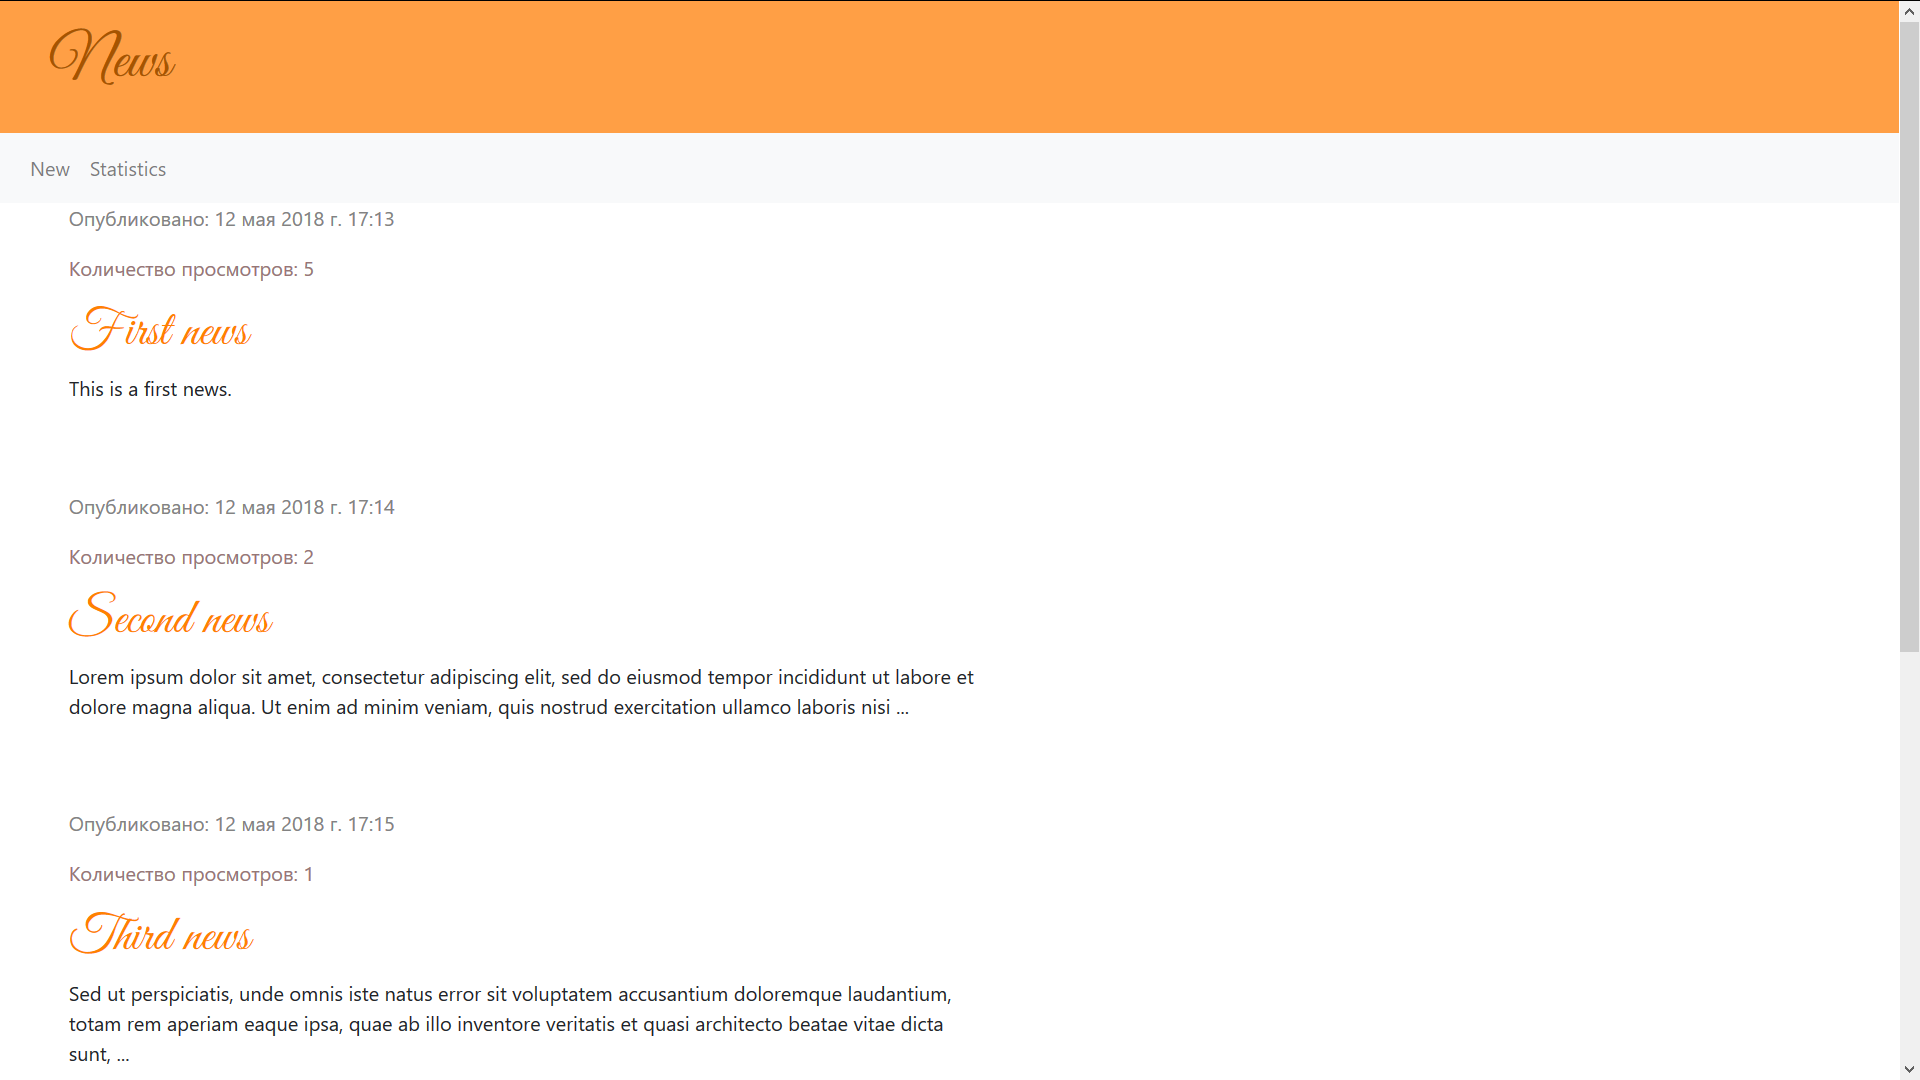 News
New Statistics
Опубликовано: 12 мая 2018 г. 17:13
Количество просмотров: 5
First news
This is a first news.
Опубликовано: 12 мая 2018 г. 17:14
Количество просмотров: 2
Second news
Lorem ipsum dolor sit amet, consectetur adipiscing elit, sed do eiusmod tempor incididunt ut labore et
dolore magna aliqua. Ut enim ad minim veniam, quis nostrud exercitation ullamco laboris nisi ...
Опубликовано: 12 мая 2018 г. 17:15
Количество просмотров: 1
Third news
Sed ut perspiciatis, unde omnis iste natus error sit voluptatem accusantium doloremque laudantium,
totam rem aperiam eaque ipsa, quae ab illo inventore veritatis et quasi architecto beatae vitae dicta
sunt, ...